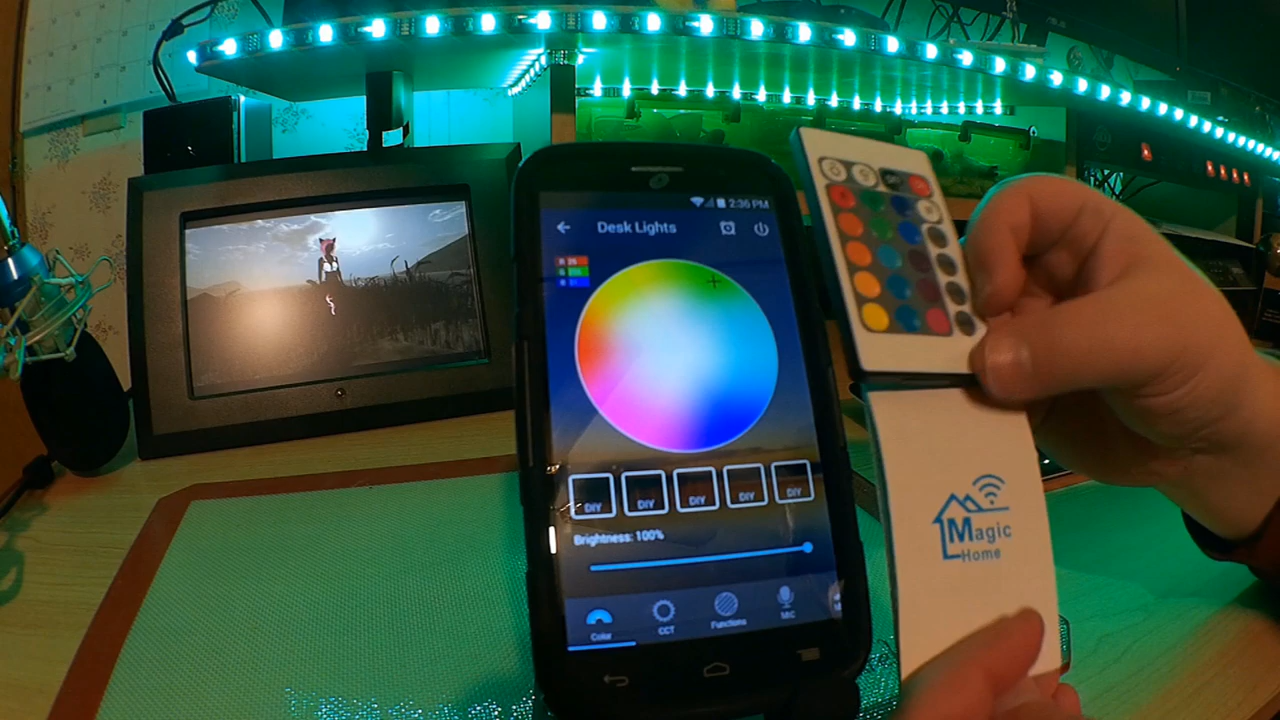 2:36 PM
Desk Lights
DIY
DIY
DIY
DIY
DIY
Brightness: 100%
Color
CCT
Functions
MIC
Magic
Home